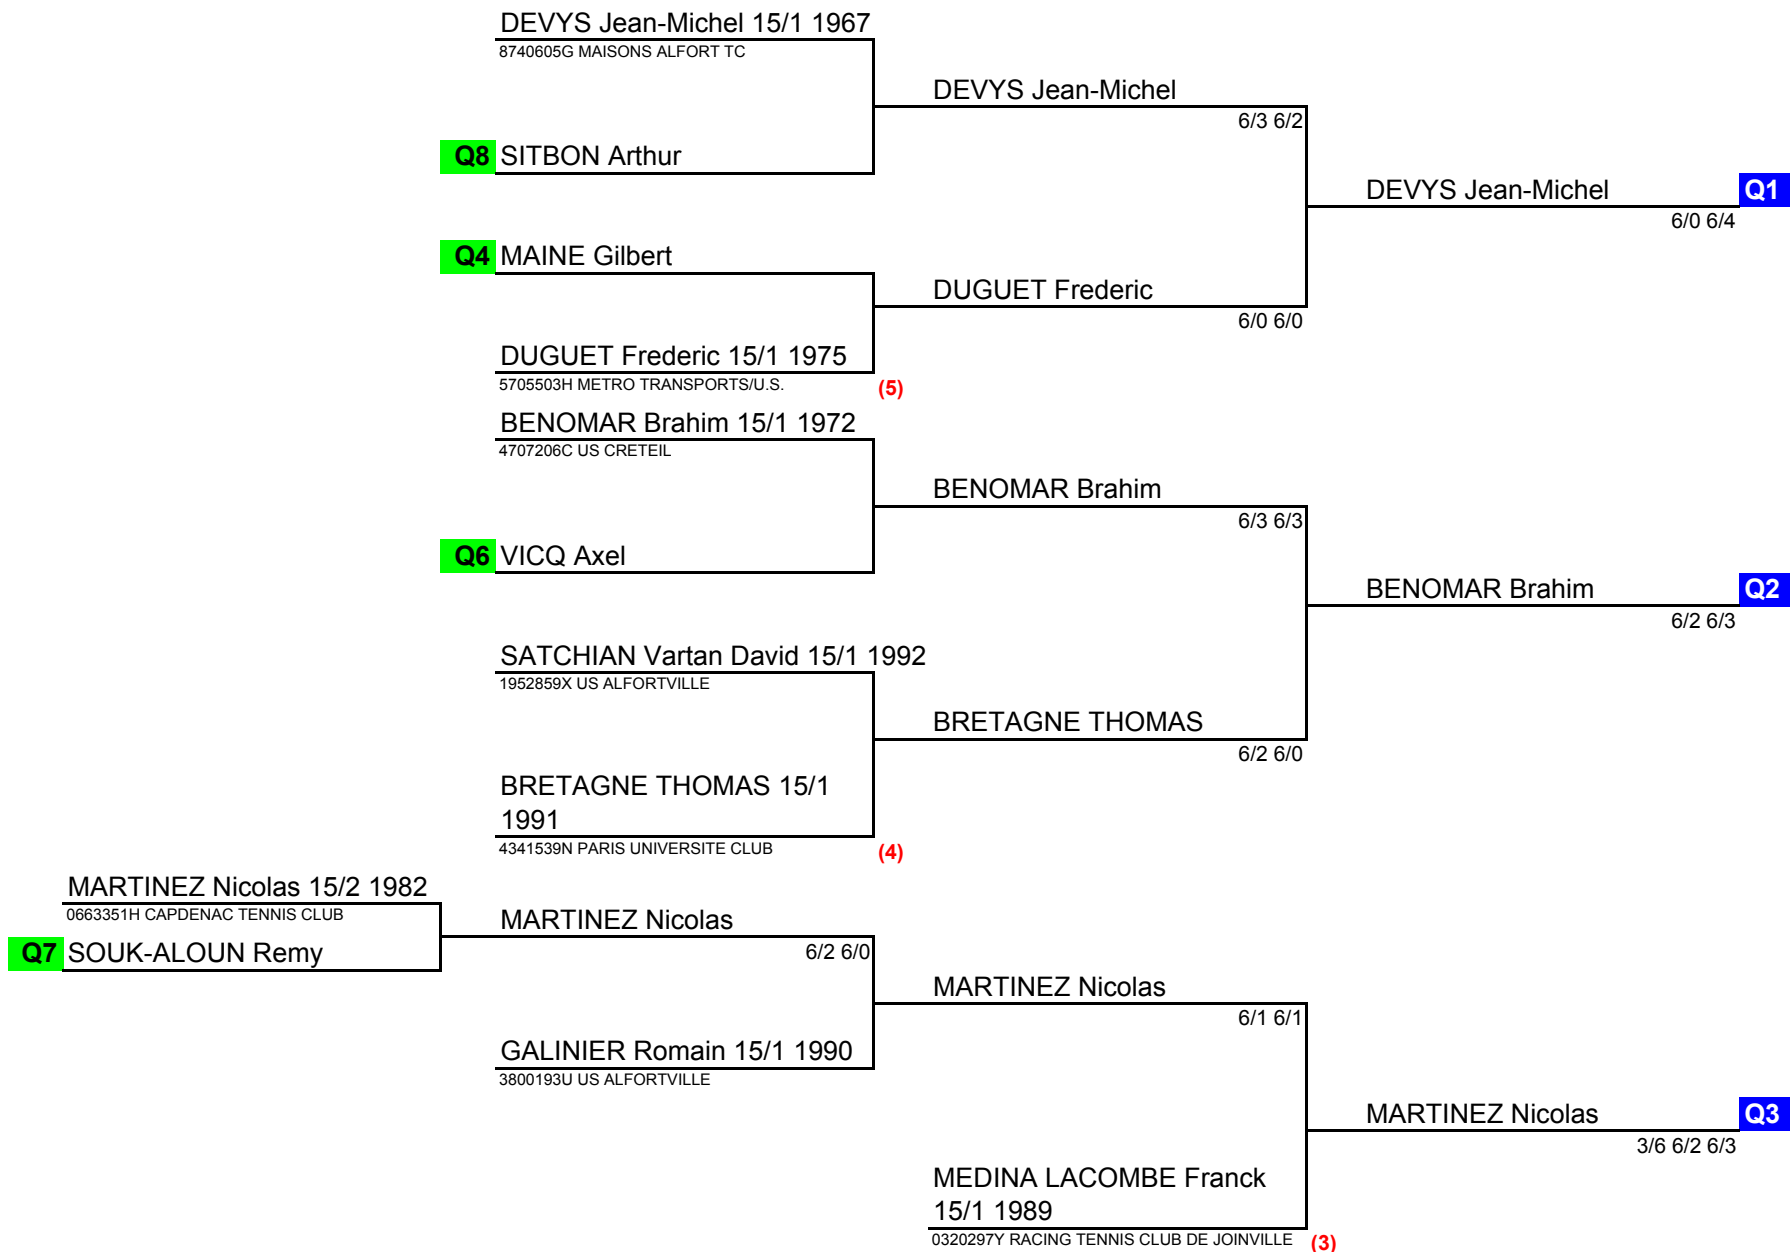 DEVYS Jean-Michel 15/1 1967
8740605G MAISONS ALFORT TC
DEVYS Jean-Michel
6/3 6/2
Q8 SITBON Arthur
DEVYS Jean-Michel Q1
6/0 6/4
Q4 MAINE Gilbert
DUGUET Frederic
6/0 6/0
DUGUET Frederic 15/1 1975
5705503H METRO TRANSPORTS/U.S. (5)
BENOMAR Brahim 15/1 1972
4707206C US CRETEIL
BENOMAR Brahim
6/3 6/3
Q6 VICQ Axel
BENOMAR Brahim Q2
6/2 6/3
SATCHIAN Vartan David 15/1 1992
1952859X US ALFORTVILLE
BRETAGNE THOMAS
6/2 6/0
BRETAGNE THOMAS 15/1
1991
4341539N PARIS UNIVERSITE CLUB (4)
MARTINEZ Nicolas 15/2 1982
0663351H CAPDENAC TENNIS CLUB
MARTINEZ Nicolas
6/2 6/0
Q7 SOUK-ALOUN Remy
MARTINEZ Nicolas
6/1 6/1
GALINIER Romain 15/1 1990
3800193U US ALFORTVILLE
MARTINEZ Nicolas Q3
3/6 6/2 6/3
MEDINA LACOMBE Franck
15/1 1989
0320297Y RACING TENNIS CLUB DE JOINVILLE (3)